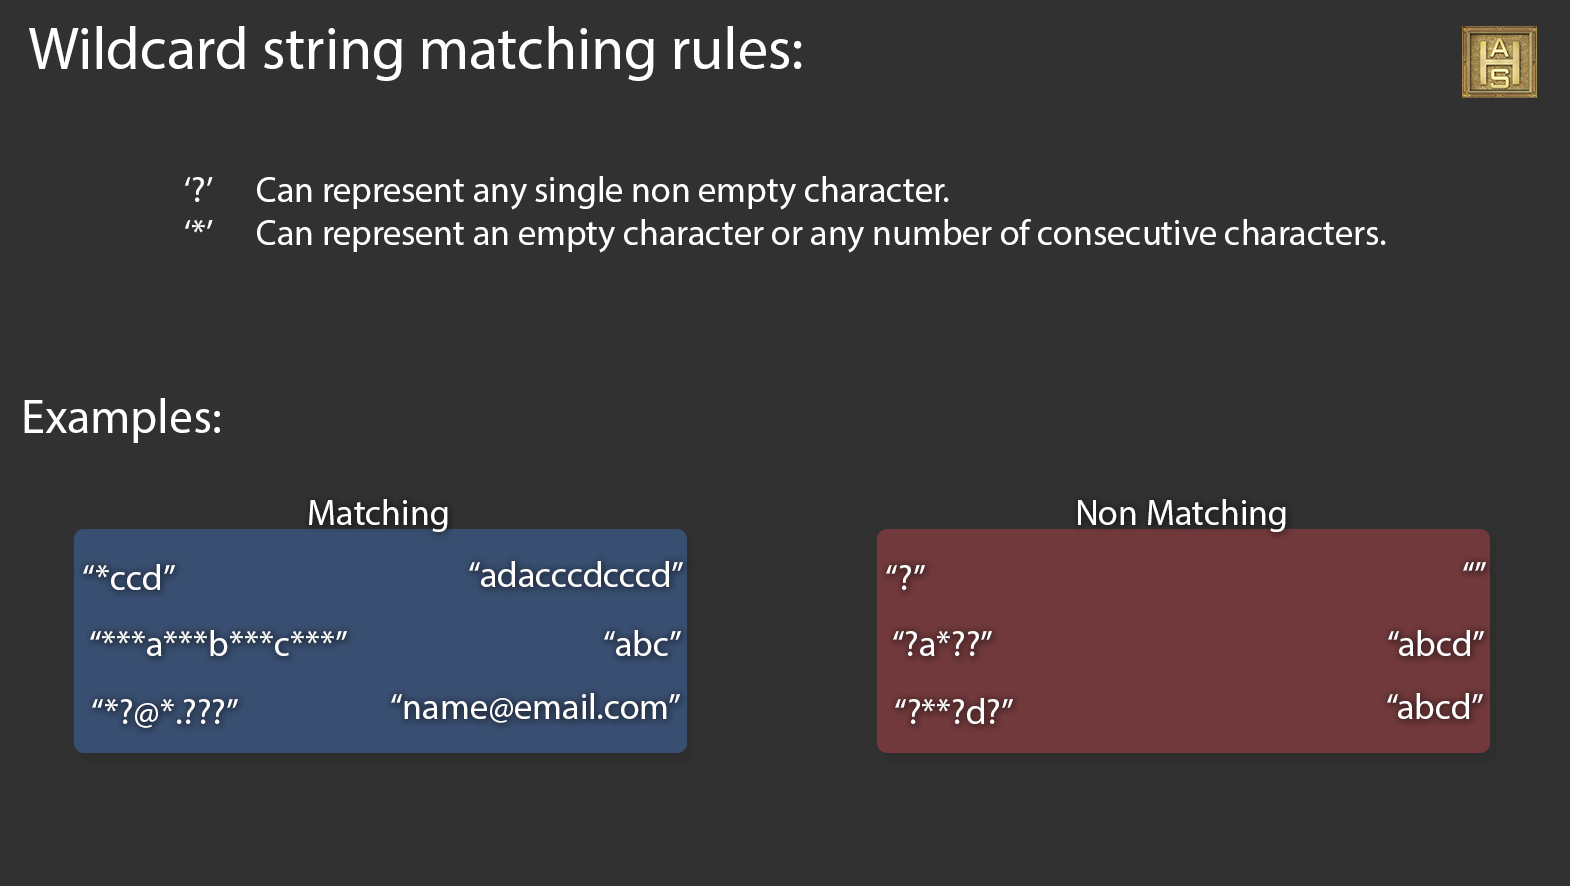 Wildcard string matching rules:
A
H
S
‘?’ Can represent any single non empty character.
‘*’ Can represent an empty character or any number of consecutive characters.
Examples:
Matching
“*ccd” “adacccdcccd”
“***a***b***c***” “abc”
“*?@*.???” “name@email.com”
Non Matching
“?” “”
“?a*??” “abcd”
“?**?d?” “abcd”